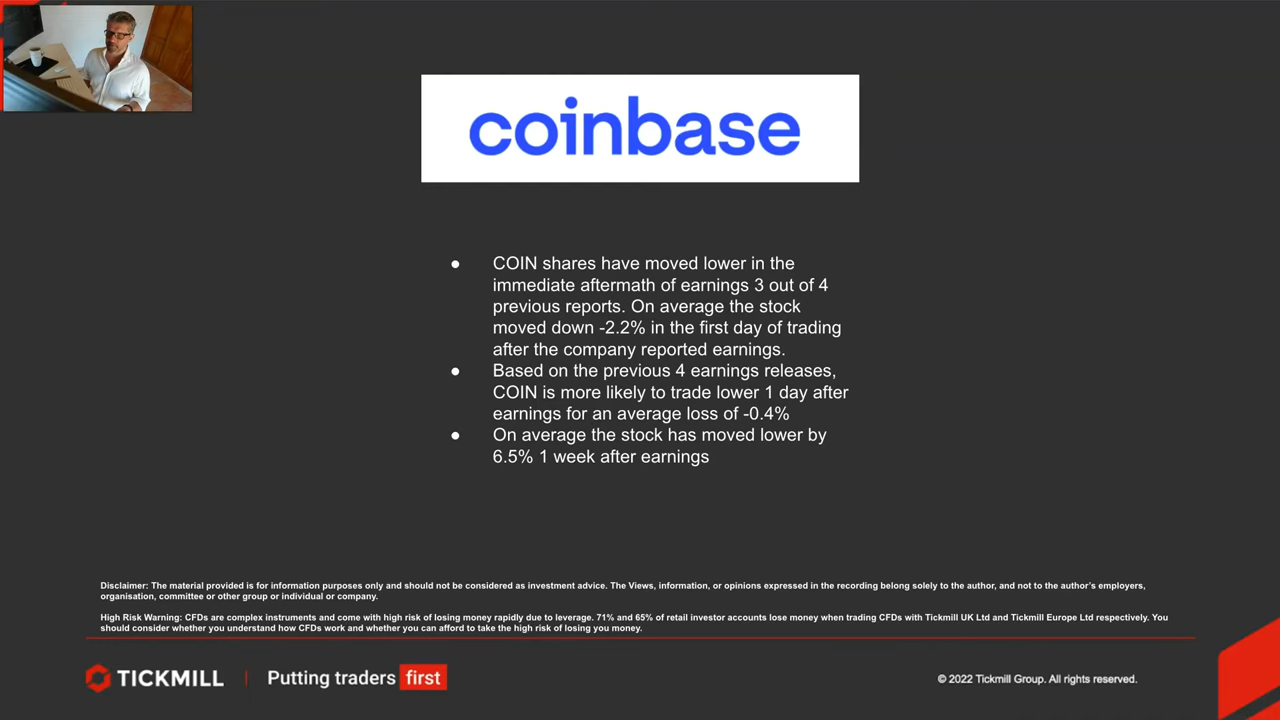 coinbase
● COIN shares have moved lower in the
immediate aftermath of earnings 3 out of 4
previous reports. On average the stock
moved down -2.2% in the first day of trading
after the company reported earnings.
● Based on the previous 4 earnings releases,
COIN is more likely to trade lower 1 day after
earnings for an average loss of -0.4%
● On average the stock has moved lower by
6.5% 1 week after earnings
Disclaimer: The material provided is for information purposes only and should not be considered as investment advice. The Views, information, or opinions expressed in the recording belong solely to the author, and not to the author's employers,
organisation, committee or other group or individual or company.
High Risk Warning: CFDs are complex instruments and come with high risk of losing money rapidly due to leverage. 71% and 65% of retail investor accounts lose money when trading CFDs with Tickmill UK Ltd and Tickmill Europe Ltd respectively. You
should consider whether you understand how CFDs work and whether you can afford to take the high risk of losing you money.
TICKMILL | Putting traders first
© 2022 Tickmill Group. All rights reserved.